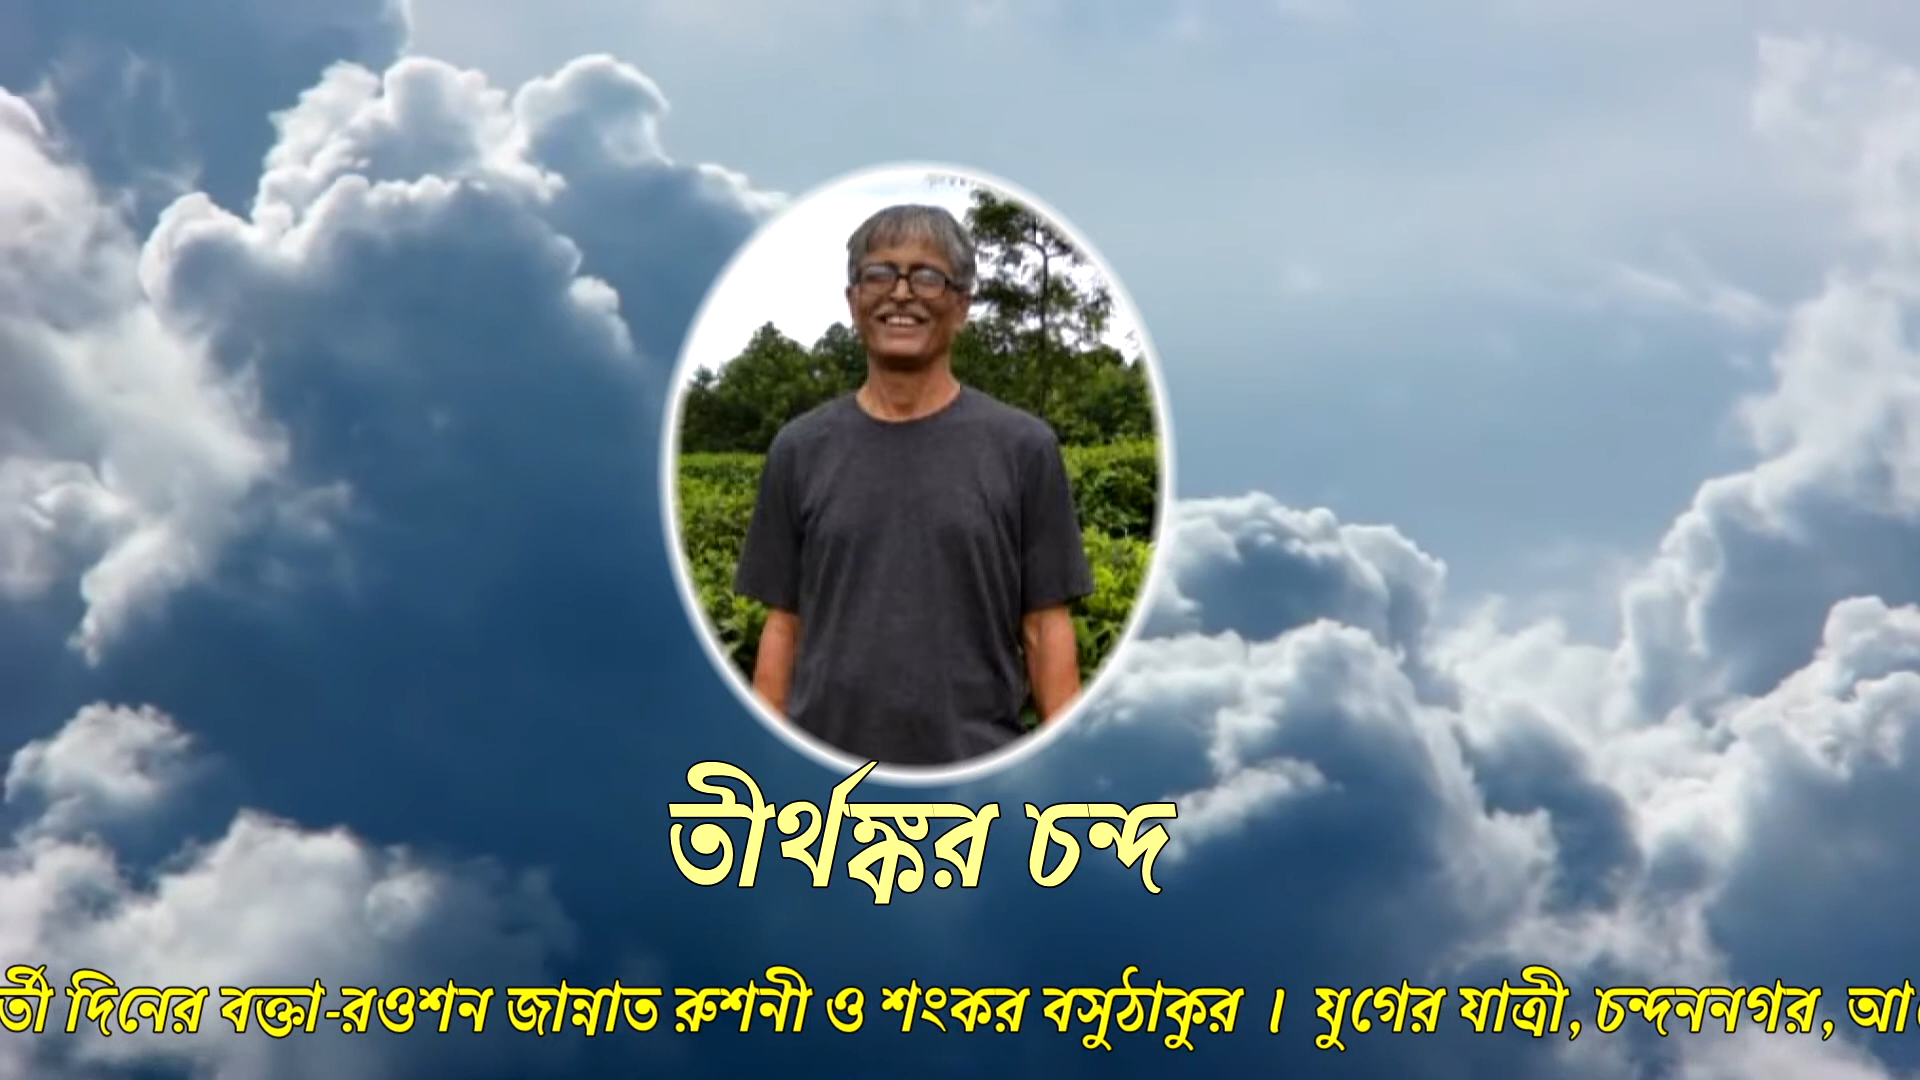 তীর্থঙ্কর চন্দ
র্তী দিনের বক্তা-রওশন জান্নাত রুশনী ও শংকর বসুঠাকুর । যুগের যাত্রী, চন্দননগর, আ